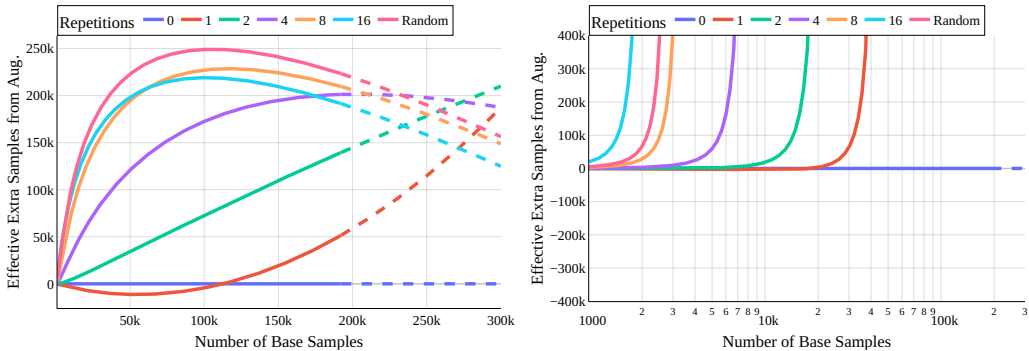 Repetitions 0 1 2 4 8 16 Random
250k
200k
150k
100k
50k
0
Effective Extra Samples from Aug.
50k 100k 150k 200k 250k 300k
Number of Base Samples
Repetitions 0 1 2 4 8 16 Random
400k
300k
200k
100k
0
−100k
−200k
−300k
−400k
Effective Extra Samples from Aug.
1000 2 3 4 5 6 7 8 9 10k 2 3 4 5 6 7 8 9 100k 2 3
Number of Base Samples